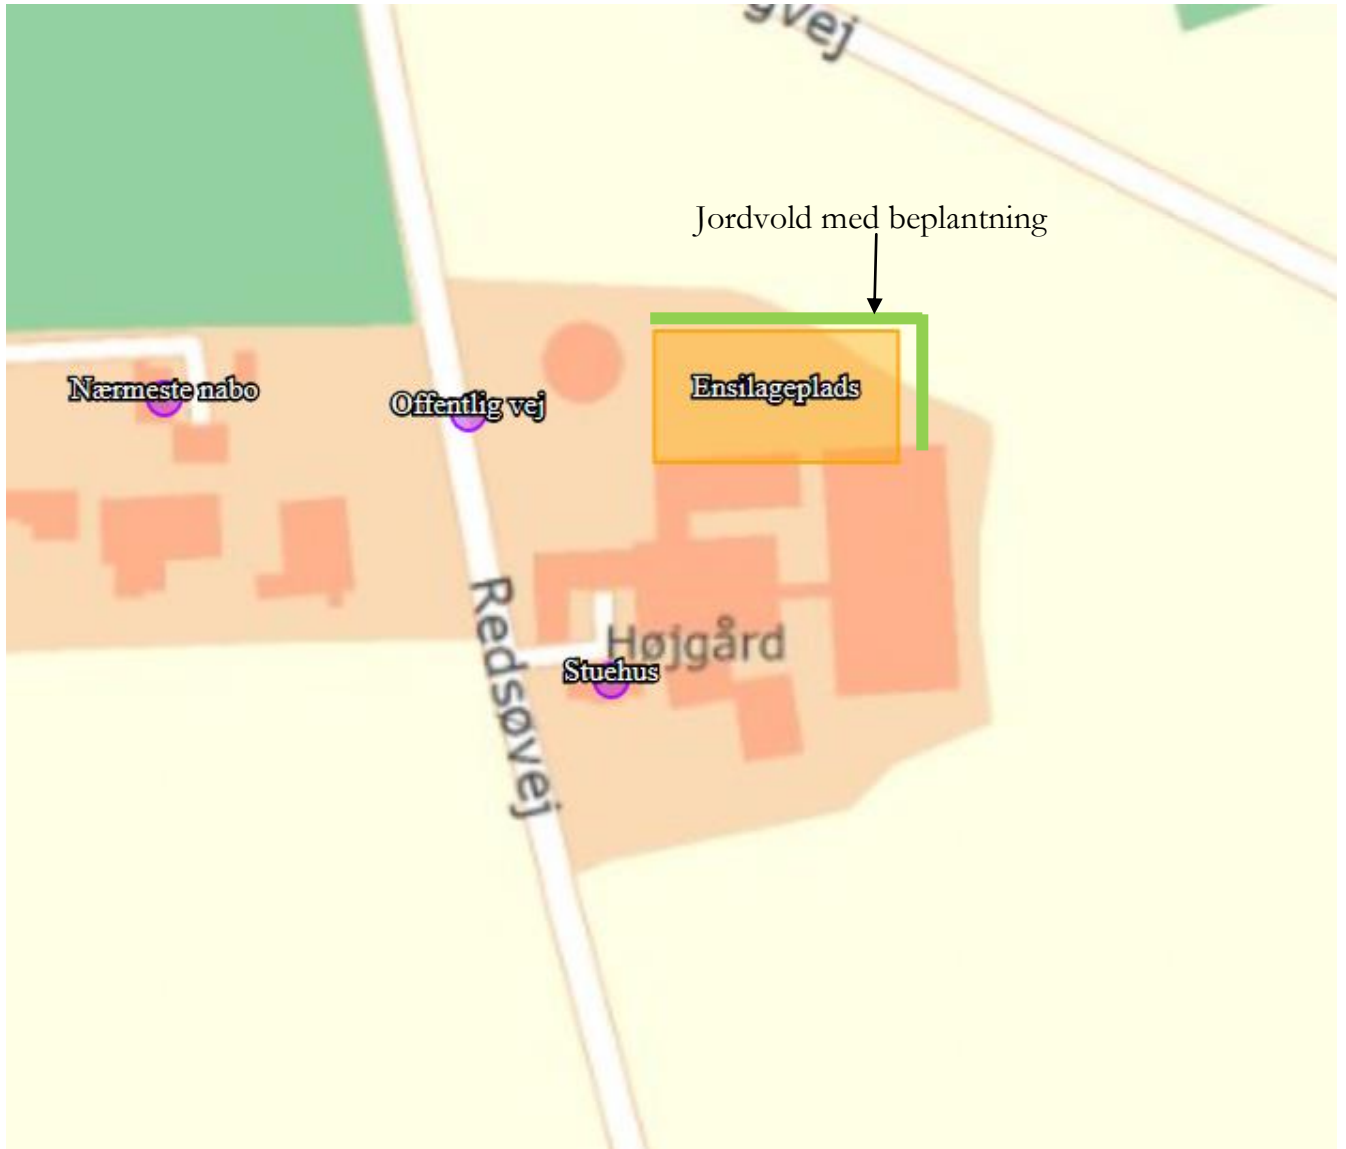 gvej
Jordvold med beplantning
Nærmeste nabo
Offentlig vej
Ensilageplads
Redsøvej
Højgård
Stuehus